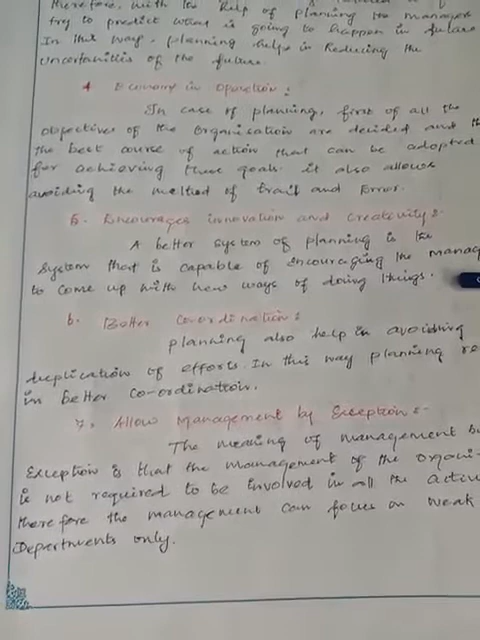 therefore, with the help of planning the managers
try to predict what is going to happen in future
In this way, planning helps in Reducing the
uncertainitis of the future.
4 Economy in Operation :
In case of planning, first of all the
objectives of the Organisation are decided and th
the best course of action that can be adopted
for achieving these goals. it also allows
avoiding the method of trail and Error.
5. Encourages innovation and Creativity :-
A better system of planning is the
system that is capable of encouraging the manag
to come up with new ways of doing things.
6. Better Co-ordination :
planning also help in avoiding
duplication of efforts. In this way planning re
in better Co-ordination.
7. Allow Management by Exception :-
The meaning of management b
Exception is that the management of the Organi-
is not required to be involved in all the activi
therefore the management can focus on weak
Departments only.